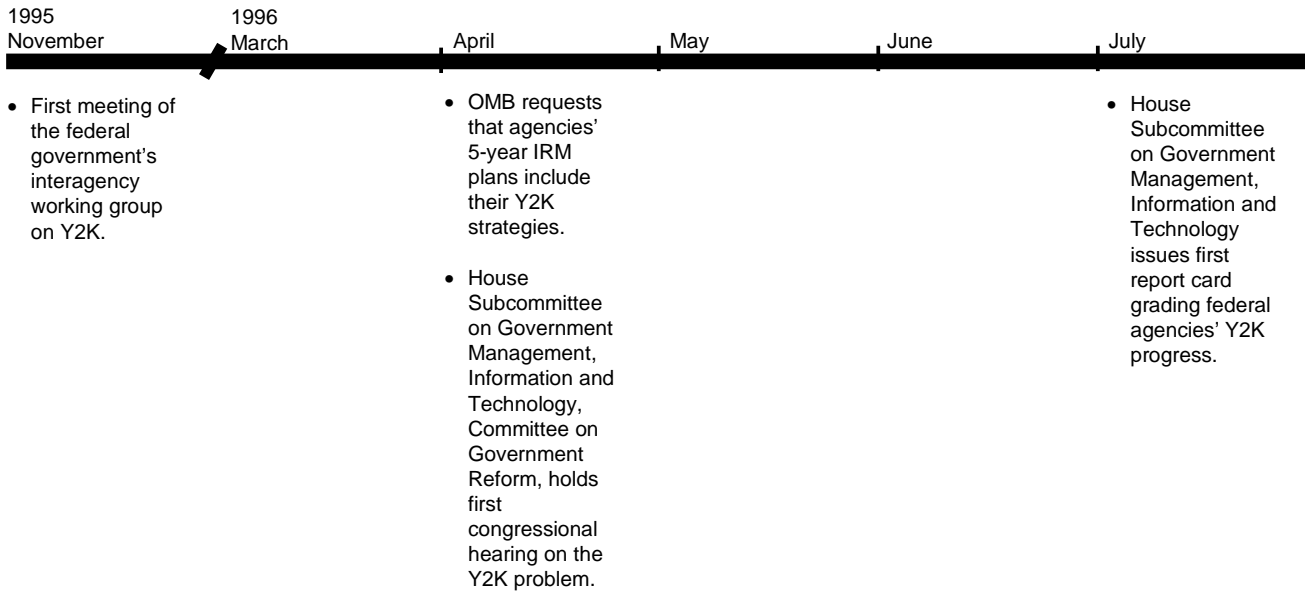 1995
November
1996
March
April
May
June
July
• First meeting of
the federal
government’s
interagency
working group
on Y2K.
• OMB requests
that agencies’
5-year IRM
plans include
their Y2K
strategies.
• House
Subcommittee
on Government
Management,
Information and
Technology,
Committee on
Government
Reform, holds
first
congressional
hearing on the
Y2K problem.
• House
Subcommittee
on Government
Management,
Information and
Technology
issues first
report card
grading federal
agencies’ Y2K
progress.